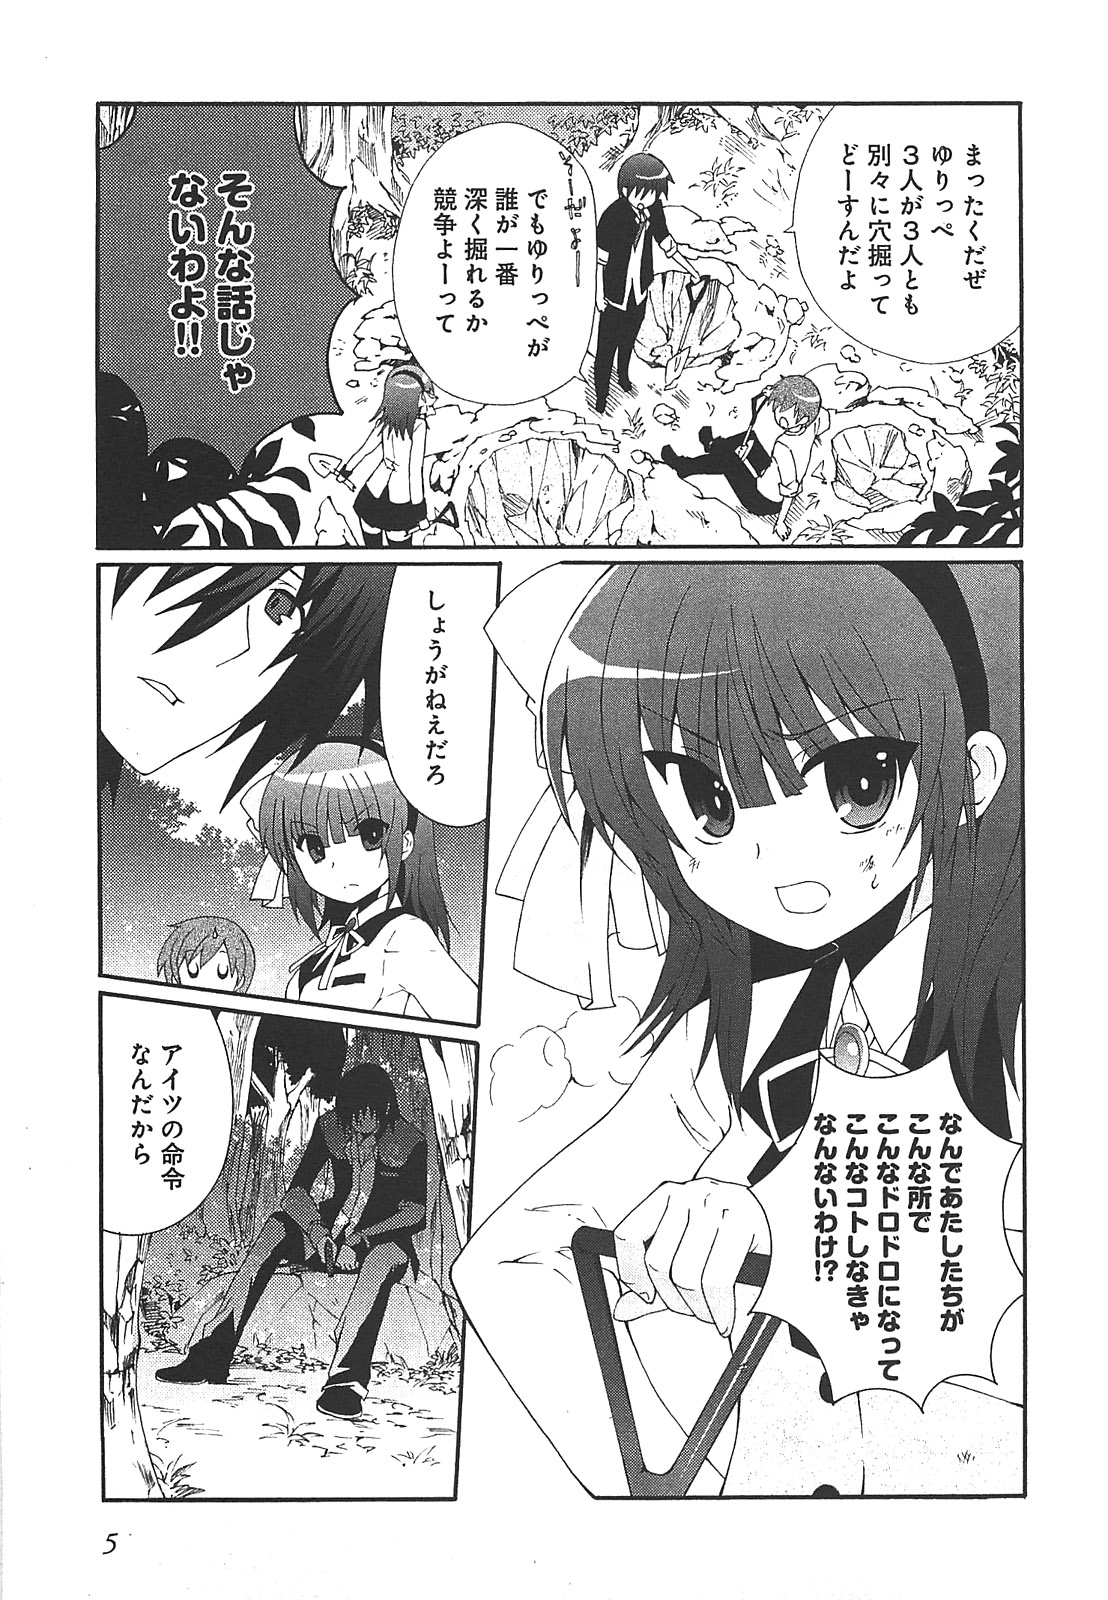 まったくだぜ
ゆりっぺ
3人が3人とも
別々に穴掘って
どーすんだよ
そーだよー
でもゆりっぺが
誰が一番
深く掘れるか
競争よーって
そんな話じゃ
ないわよ!!
なんであたしたちが
こんな所で
こんなドロドロになって
こんなコトしなきゃ
なんないわけ!?
しょうがねえだろ
アイツの命令
なんだから
5